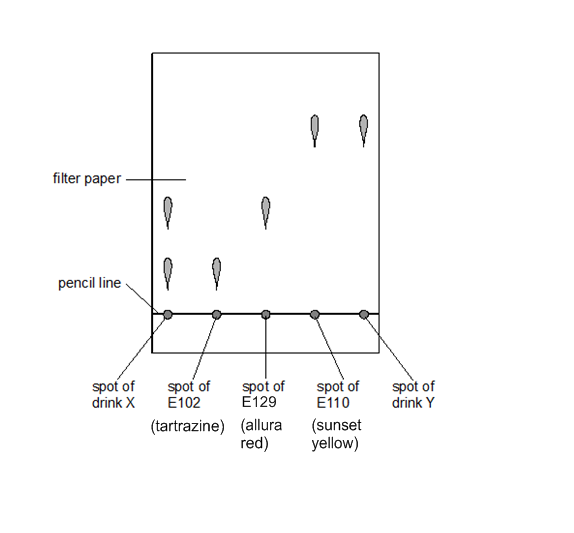 filter paper
pencil line
spot of
drink X
spot of
E102
(tartrazine)
spot of
E129
(allura
red)
spot of
E110
(sunset
yellow)
spot of
drink Y